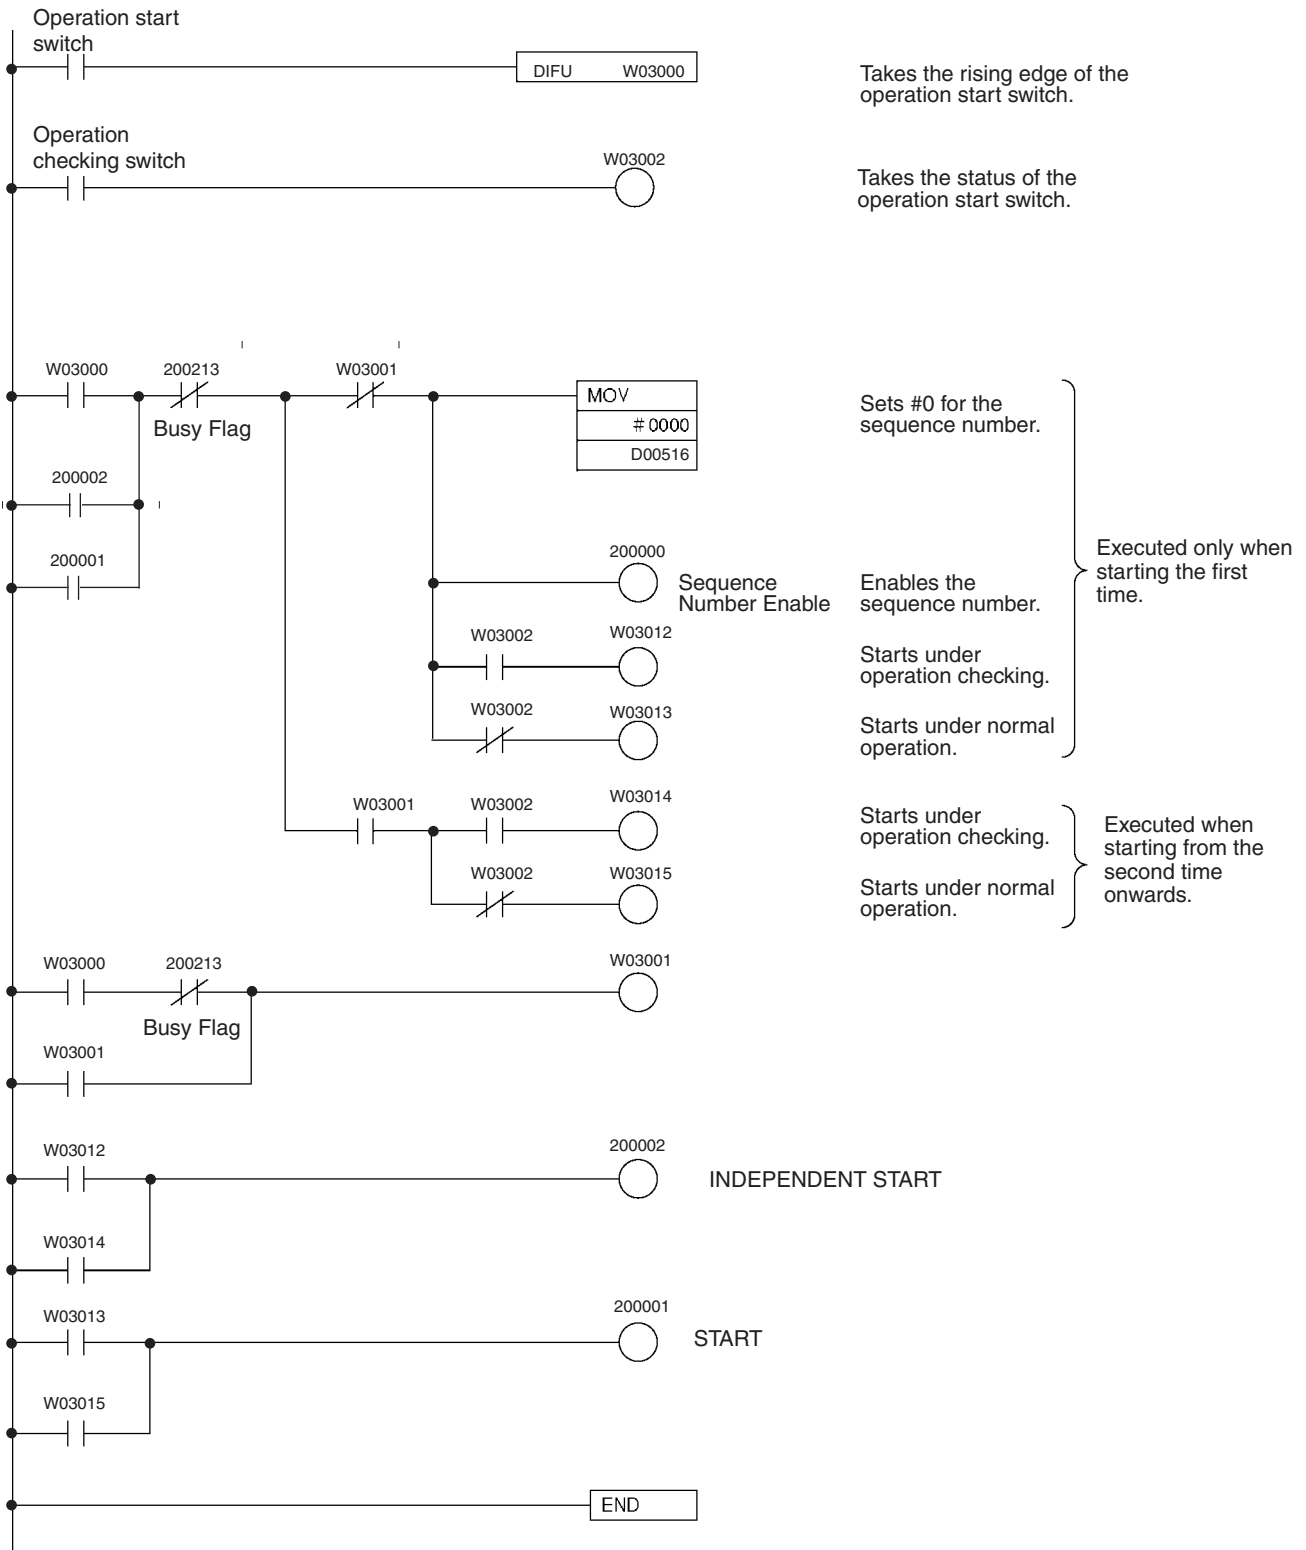 Operation start
switch
DIFU W03000
Takes the rising edge of the
operation start switch.
Operation
checking switch
W03002
Takes the status of the
operation start switch.
W03000
200213
W03001
MOV
Busy Flag
# 0000
D00516
Sets #0 for the
sequence number.
200002
200001
200000
Sequence
Number Enable
Enables the
sequence number.
Executed only when
starting the first
time.
W03002
W03012
Starts under
operation checking.
W03002
W03013
Starts under normal
operation.
W03001
W03002
W03014
Starts under
operation checking.
W03002
W03015
Starts under normal
operation.
Executed when
starting from the
second time
onwards.
W03000
200213
W03001
Busy Flag
W03001
W03012
200002
INDEPENDENT START
W03014
W03013
200001
START
W03015
END